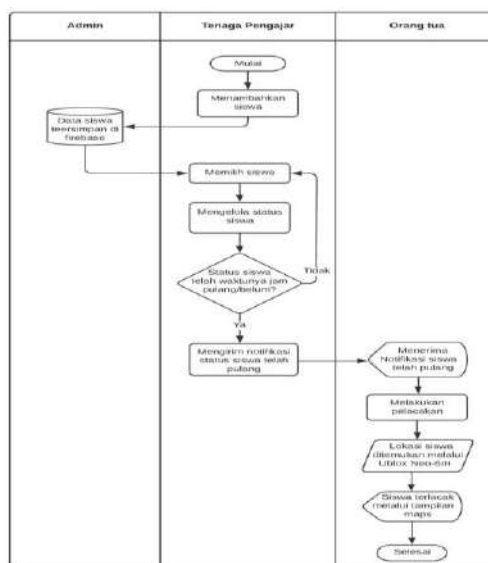 Admin
Tenaga Pengajar
Orang tua
Mulai
Menambahkan
siswa
Data siswa
teersimpan di
firebase
Memilih siswa
Mengelola status
siswa
Status siswa
telah waktunya jam
pulang/belum?
Tidak
Ya
Mengirim notifikasi
status siswa telah
pulang
Menerima
Notifikasi siswa
telah pulang
Melakukan
pelacakan
Lokasi siswa
ditemukan melalui
Ublox Neo-6m
Siswa terlacak
melalui tampilan
maps
Selesai